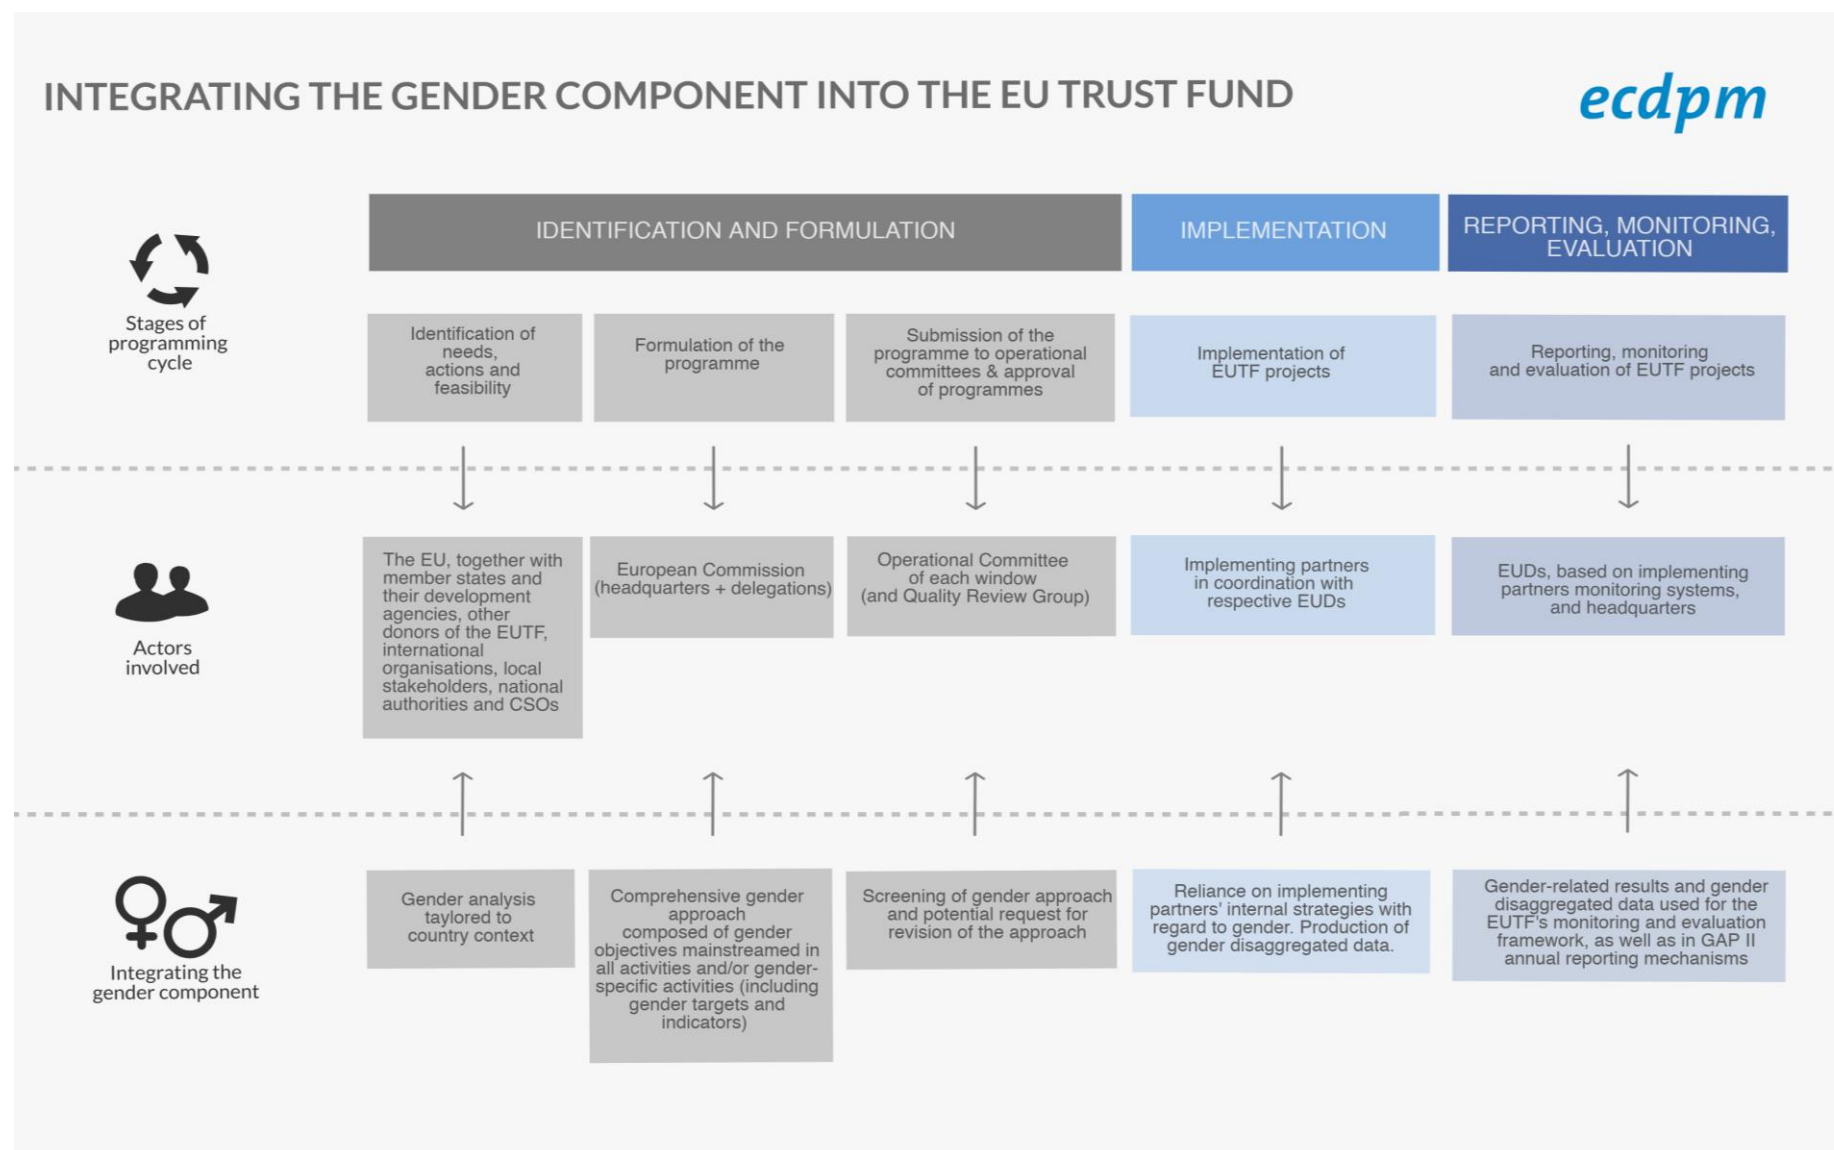 INTEGRATING THE GENDER COMPONENT INTO THE EU TRUST FUND
ecdpm
IDENTIFICATION AND FORMULATION
IMPLEMENTATION
REPORTING, MONITORING,
EVALUATION
Stages of
programming
cycle
Identification of
needs,
actions and
feasibility
Formulation of the
programme
Submission of the
programme to operational
committees & approval
of programmes
Implementation of
EUTF projects
Reporting, monitoring
and evaluation of EUTF projects
Actors
involved
The EU, together with
member states and
their development
agencies, other
donors of the EUTF,
international
organisations, local
stakeholders, national
authorities and CSOs
European Commission
(headquarters + delegations)
Operational Committee
of each window
(and Quality Review Group)
Implementing partners
in coordination with
respective EUDs
EUDs, based on implementing
partners monitoring systems,
and headquarters
Integrating the
gender component
Gender analysis
taylored to
country context
Comprehensive gender
approach
composed of gender
objectives mainstreamed in
all activities and/or gender-
specific activities (including
gender targets and
indicators)
Screening of gender approach
and potential request for
revision of the approach
Reliance on implementing
partners' internal strategies with
regard to gender. Production of
gender disaggregated data.
Gender-related results and gender
disaggregated data used for the
EUTF's monitoring and evaluation
framework, as well as in GAP II
annual reporting mechanisms